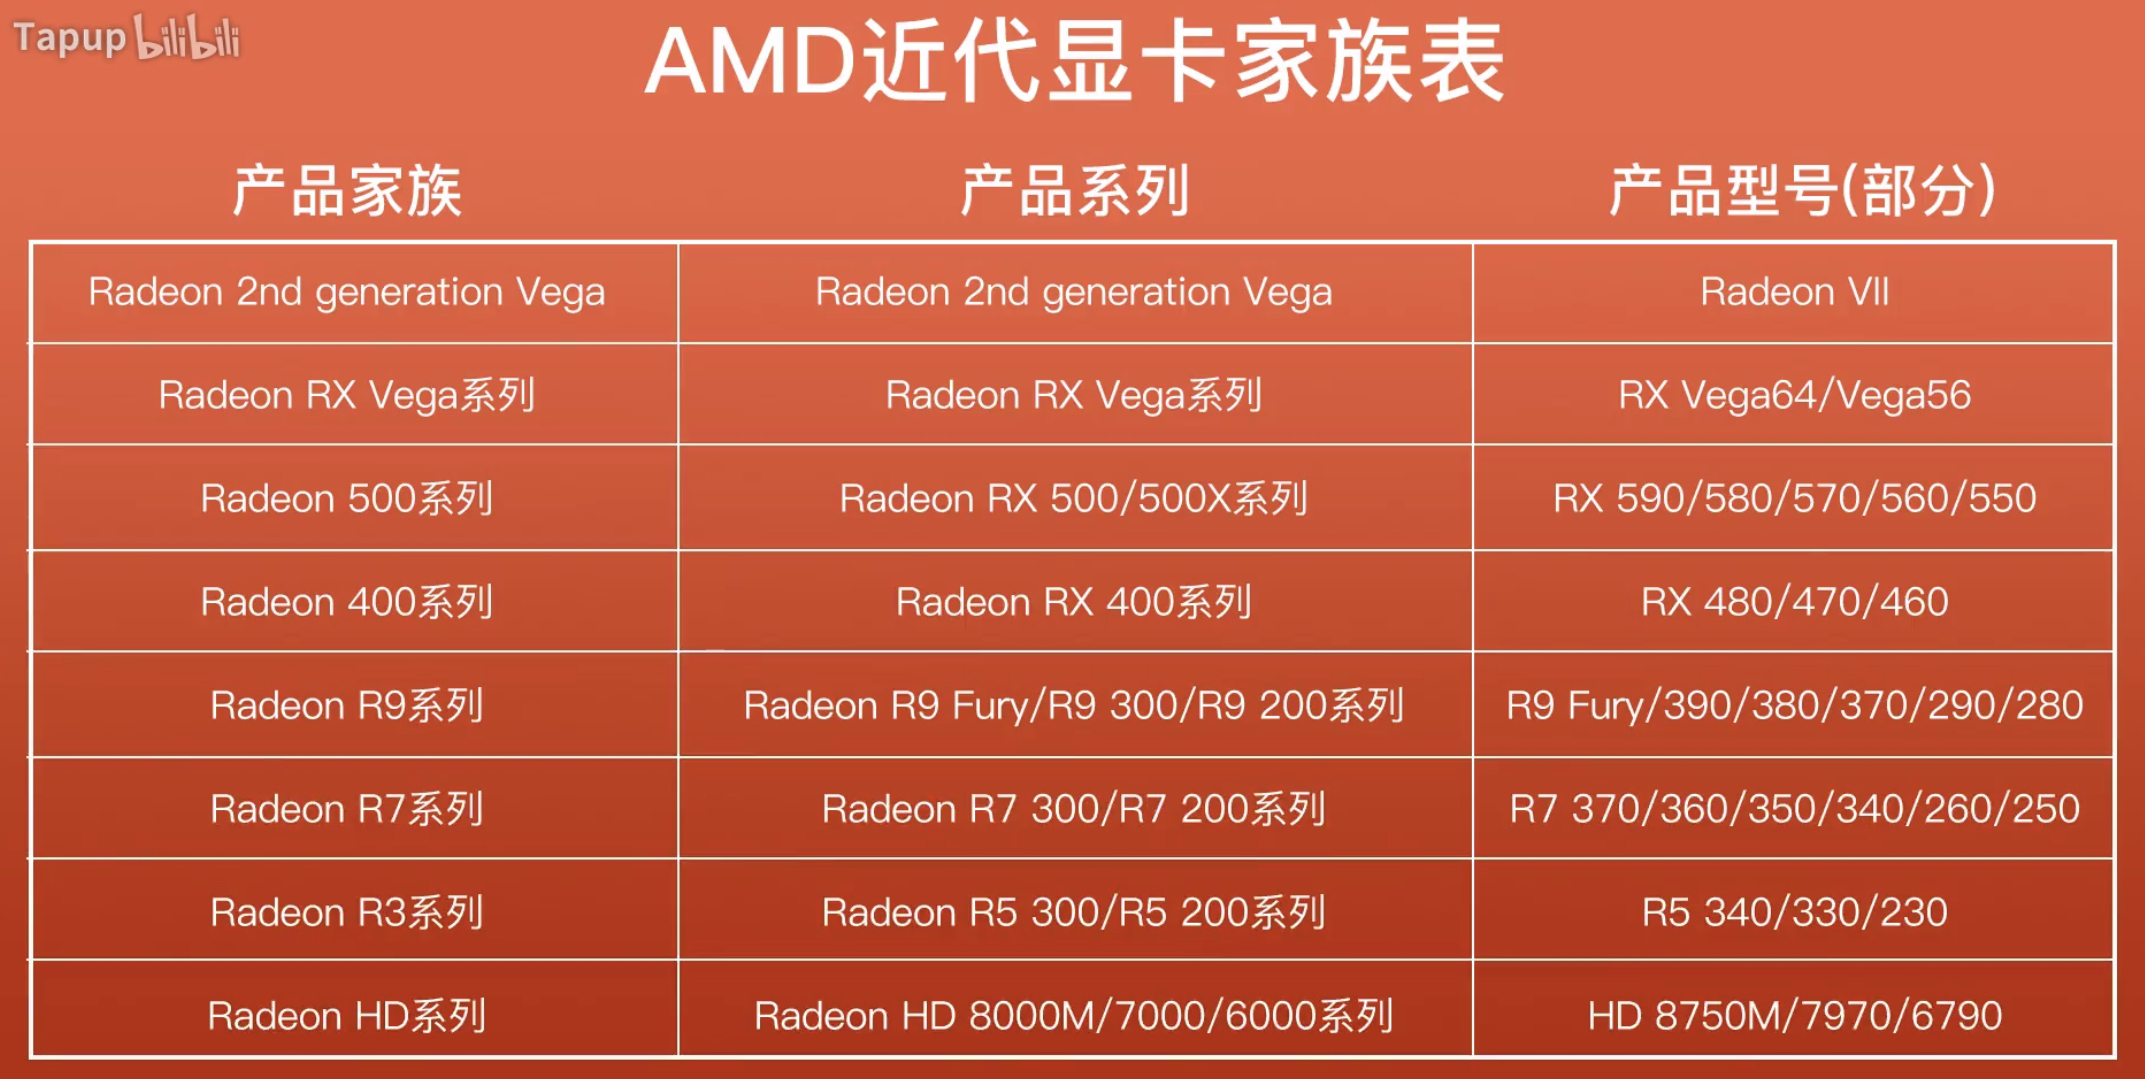 Tapup bilibili
AMD近代显卡家族表
产品家族 产品系列 产品型号(部分)
Radeon 2nd generation Vega Radeon 2nd generation Vega Radeon VII
Radeon RX Vega系列 Radeon RX Vega系列 RX Vega64/Vega56
Radeon 500系列 Radeon RX 500/500X系列 RX 590/580/570/560/550
Radeon 400系列 Radeon RX 400系列 RX 480/470/460
Radeon R9系列 Radeon R9 Fury/R9 300/R9 200系列 R9 Fury/390/380/370/290/280
Radeon R7系列 Radeon R7 300/R7 200系列 R7 370/360/350/340/260/250
Radeon R3系列 Radeon R5 300/R5 200系列 R5 340/330/230
Radeon HD系列 Radeon HD 8000M/7000/6000系列 HD 8750M/7970/6790